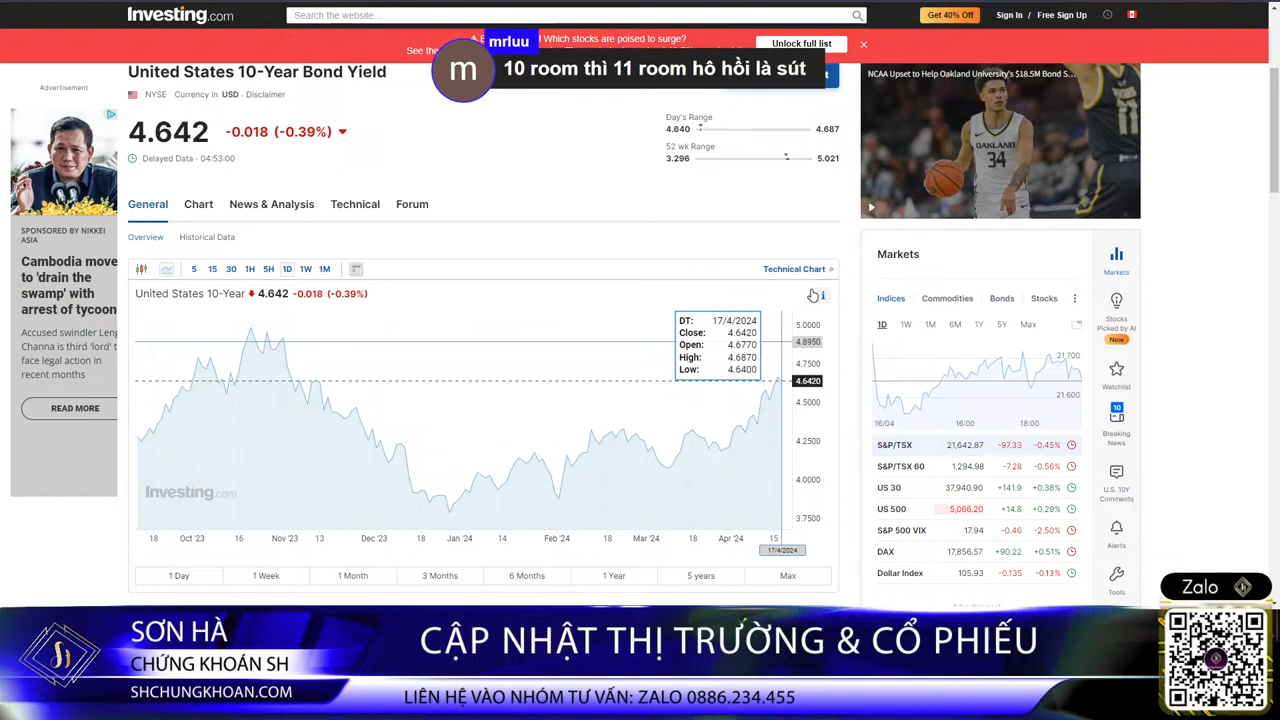 Investing.com
Search the website...
Get 40% Off
Sign In / Free Sign Up
Which stocks are poised to surge?
See the
Unlock full list
mrluu
m
10 room thì 11 room hô hồi là sút
United States 10-Year Bond Yield
NYSE Currency in USD - Disclaimer
4.642 -0.018 (-0.39%)
Delayed Data - 04:53:00
Day's Range
4.640 4.687
52 wk Range
3.296 5.021
Advertisement
SPONSORED BY NIKKEI
ASIA
Cambodia move
to 'drain the
swamp' with
arrest of tycoon
Accused swindler Leng
Channa is third 'lord' t
face legal action in
recent months
READ MORE
General Chart News & Analysis Technical Forum
Overview Historical Data
5 15 30 1H 5H 1D 1W 1M
Technical Chart »
United States 10-Year 4.642 -0.018 (-0.39%)
DT: 17/4/2024
Close: 4.6420
Open: 4.6770
High: 4.6870
Low: 4.6400
5.0000
4.8950
4.7500
4.6420
4.5000
4.2500
4.0000
3.7500
Investing.com
18 Oct '23 16 Nov '23 13 Dec '23 18 Jan '24 14 Feb '24 18 Mar '24 18 Apr '24 15
17/4/2024
1 Day 1 Week 1 Month 3 Months 6 Months 1 Year 5 years Max
NCAA Upset to Help Oakland University's $18.5M Bond S...
OAKLAND
34
Markets
Indices Commodities Bonds Stocks
1D 1W 1M 6M 1Y 5Y Max
21,700
21 600
16/04 16:00 18:00
S&P/TSX 21,642.87 -97.33 -0.45%
S&P/TSX 60 1,294.98 -7.28 -0.56%
US 30 37,940.90 +141.9 +0.38%
US 500 5,066.20 +14.8 +0.29%
S&P 500 VIX 17.94 -0.46 -2.50%
DAX 17,856.57 +90.22 +0.51%
Dollar Index 105.93 -0.135 -0.13%
Markets
Stocks
Picked by AI
New
Watchlist
10
Breaking
News
U.S. 10Y
Comments
Alerts
Tools
Zalo
SƠN HÀ
CHỨNG KHOÁN SH
SHCHUNGKHOAN.COM
CẬP NHẬT THỊ TRƯỜNG & CỔ PHIẾU
LIÊN HỆ VÀO NHÓM TƯ VẤN: ZALO 0886.234.455